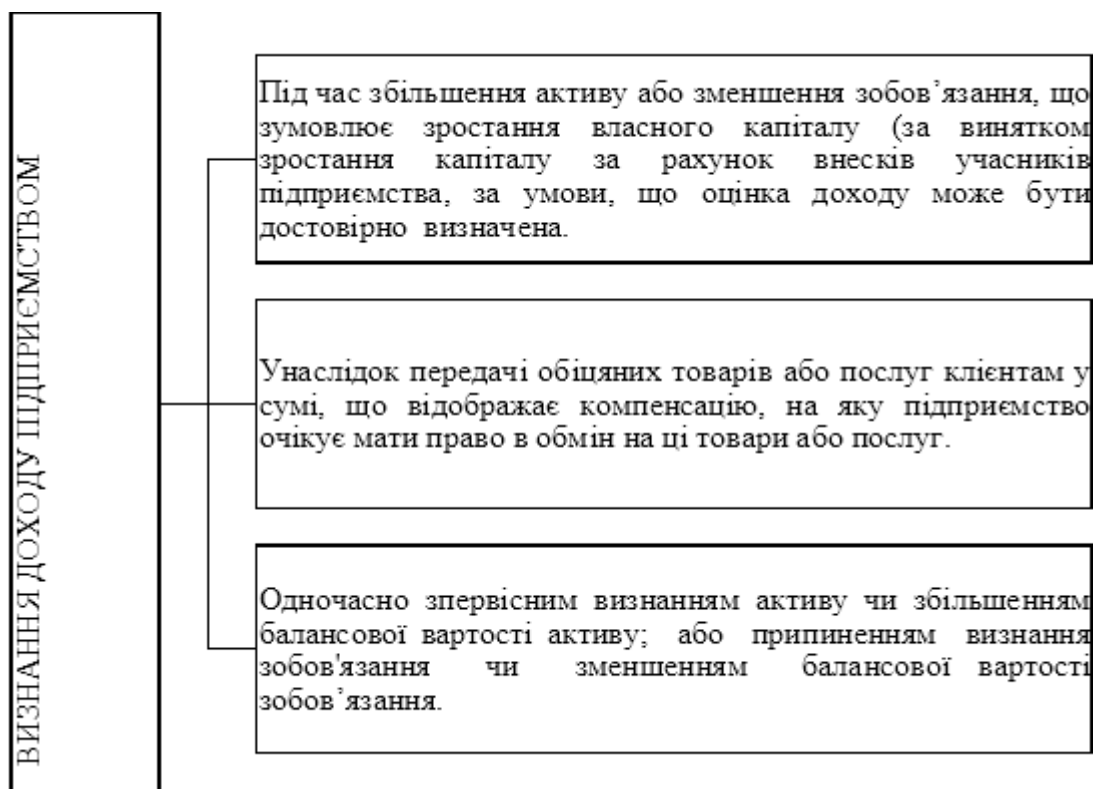 ВИЗНАННЯ ДОХОДУ ПІДПРИЄМСТВОМ
Під час збільшення активу або зменшення зобов’язання, що
зумовлює зростання власного капіталу (за винятком
зростання капіталу за рахунок внесків учасників
підприємства, за умови, що оцінка доходу може бути
достовірно визначена.
Унаслідок передачі обіцяних товарів або послуг клієнтам у
сумі, що відображає компенсацію, на яку підприємство
очікує мати право в обмін на ці товари або послуг.
Одночасно зпервісним визнанням активу чи збільшенням
балансової вартості активу; або припиненням визнання
зобов'язання чи зменшенням балансової вартості
зобов’язання.